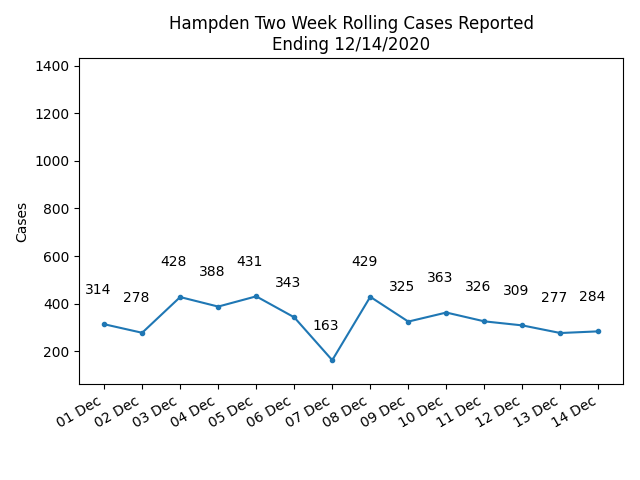 Hampden Two Week Rolling Cases Reported
Ending 12/14/2020
1400
1200
1000
800
600
400
200
Cases
314
278
428
388
431
343
163
429
325
363
326
309
277
284
01 Dec
02 Dec
03 Dec
04 Dec
05 Dec
06 Dec
07 Dec
08 Dec
09 Dec
10 Dec
11 Dec
12 Dec
13 Dec
14 Dec